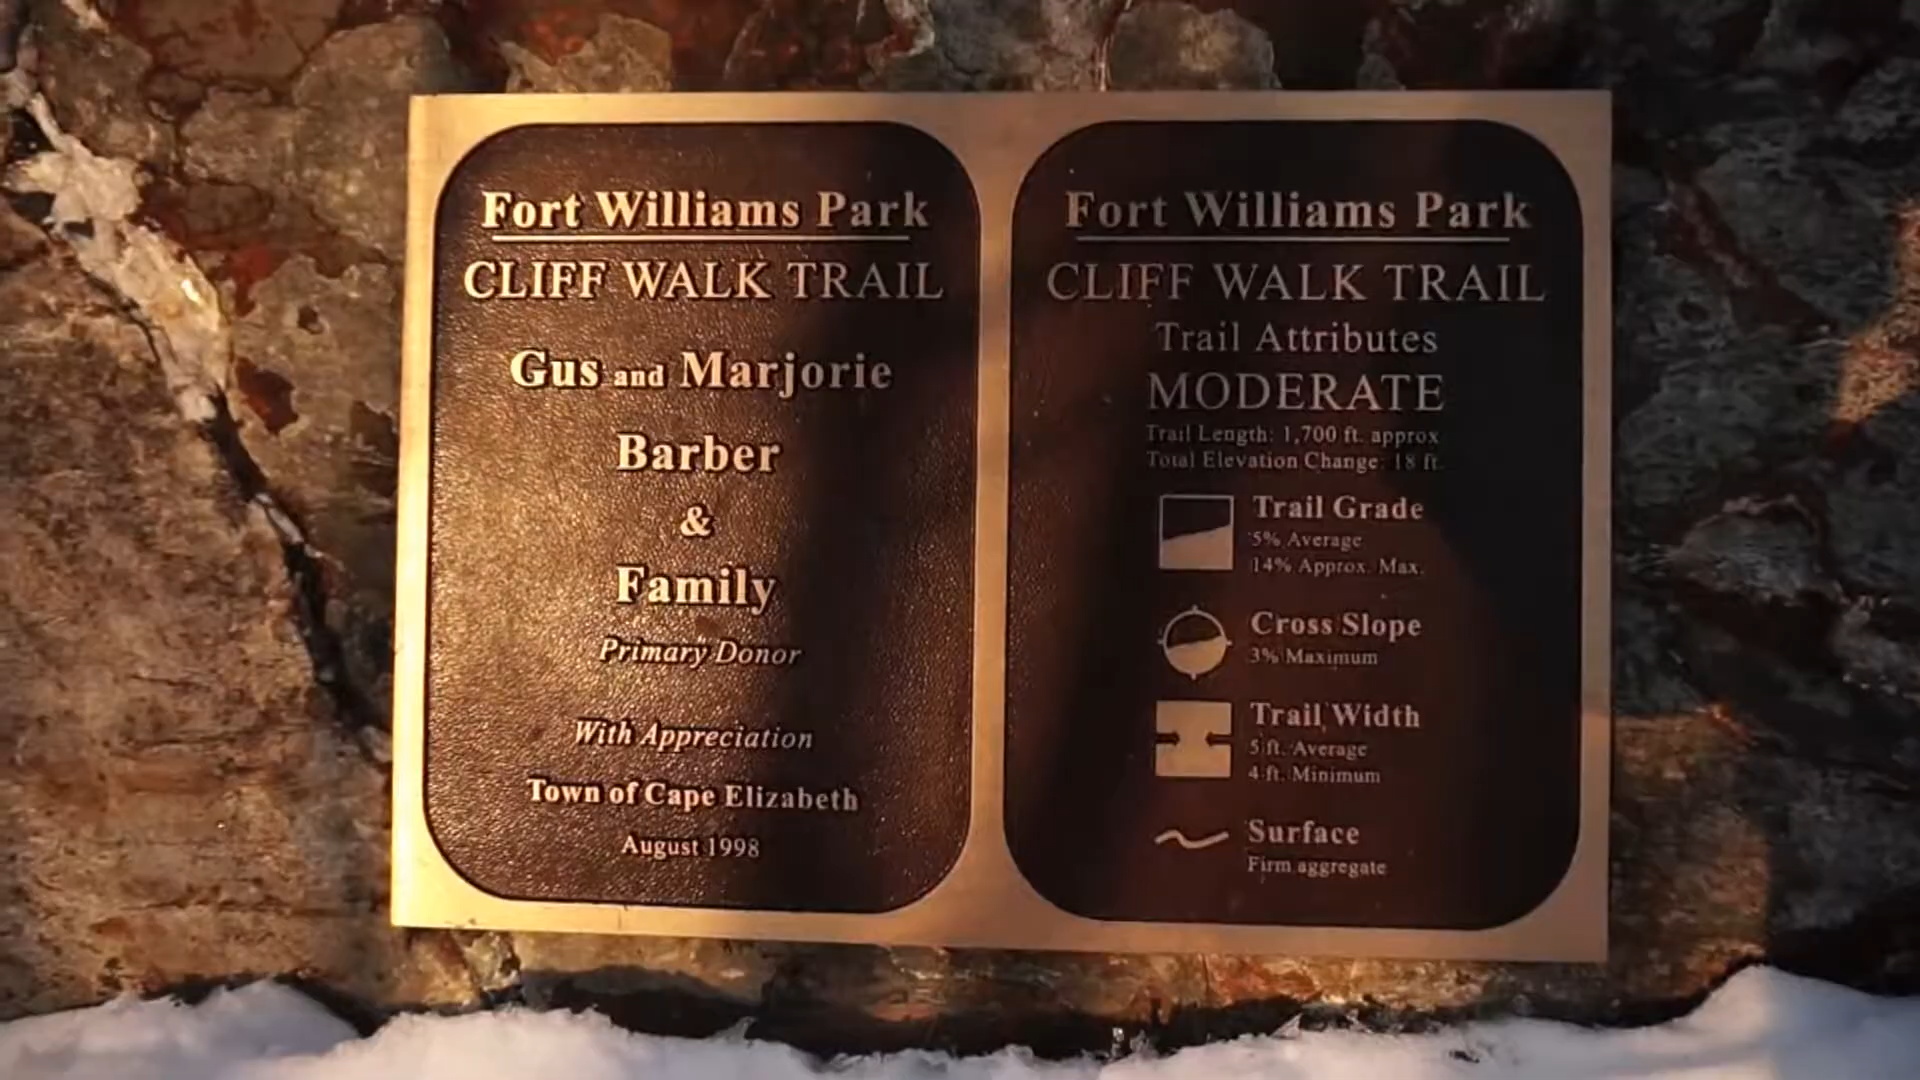 Fort Williams Park
CLIFF WALK TRAIL
Gus and Marjorie
Barber
&
Family
Primary Donor
With Appreciation
Town of Cape Elizabeth
August 1998
Fort Williams Park
CLIFF WALK TRAIL
Trail Attributes
MODERATE
Trail Length: 1,700 ft. approx
Total Elevation Change: 18 ft.
Trail Grade
5% Average
14% Approx. Max.
Cross Slope
3% Maximum
Trail Width
5 ft. Average
4 ft. Minimum
Surface
Firm aggregate